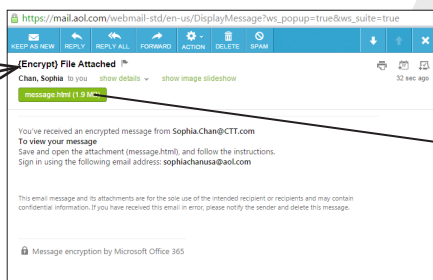 https://mail.aol.com/webmail-std/en-us/DisplayMessage?ws_popup=true&ws_suite=true
KEEP AS NEW REPLY REPLY ALL FORWARD ACTION DELETE SPAM
{Encrypt} File Attached
Chan, Sophia to you show details show image slideshow 32 sec ago
message.html (1.9 M
You've received an encrypted message from Sophia.Chan@CTT.com
To view your message
Save and open the attachment (message.html), and follow the instructions.
Sign in using the following email address: sophiachanusa@aol.com
This email message and its attachments are for the sole use of the intended recipient or recipients and may contain
confidential information. If you have received this email in error, please notify the sender and delete this message.
Message encryption by Microsoft Office 365